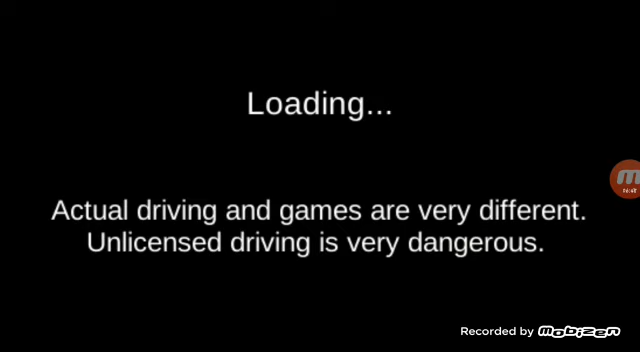 Loading...
Actual driving and games are very different.
Unlicensed driving is very dangerous.
Recorded by mobizen